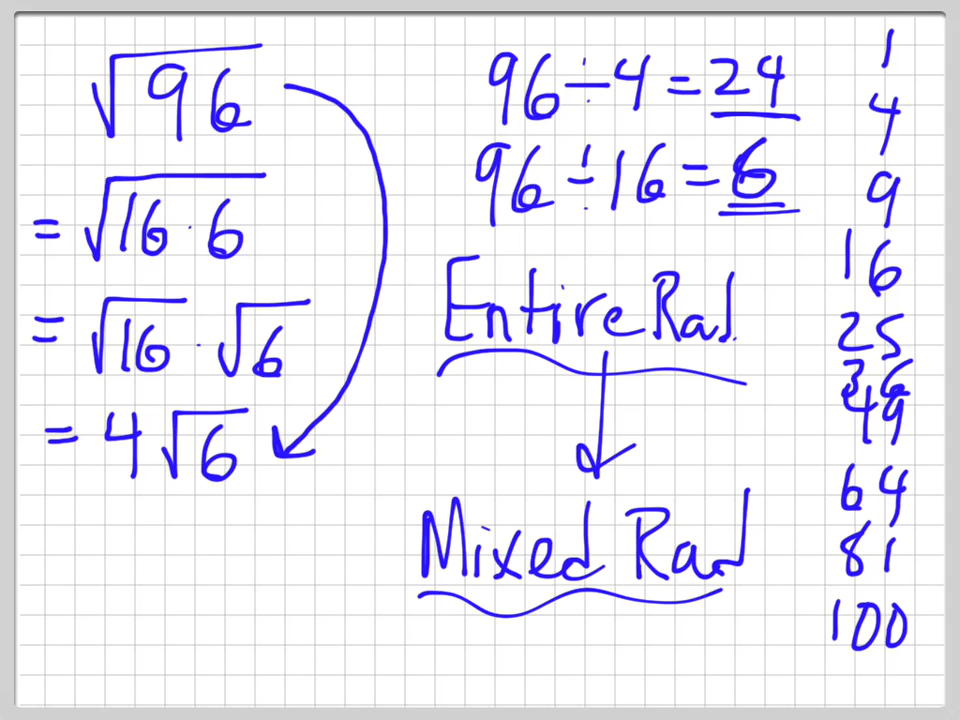 √96
= √16 · 6
= √16 · √6
= 4√6
96 ÷ 4 = 24
96 ÷ 16 = 6
Entire Rad.
Mixed Rad
1
4
9
16
25
36
49
64
81
100